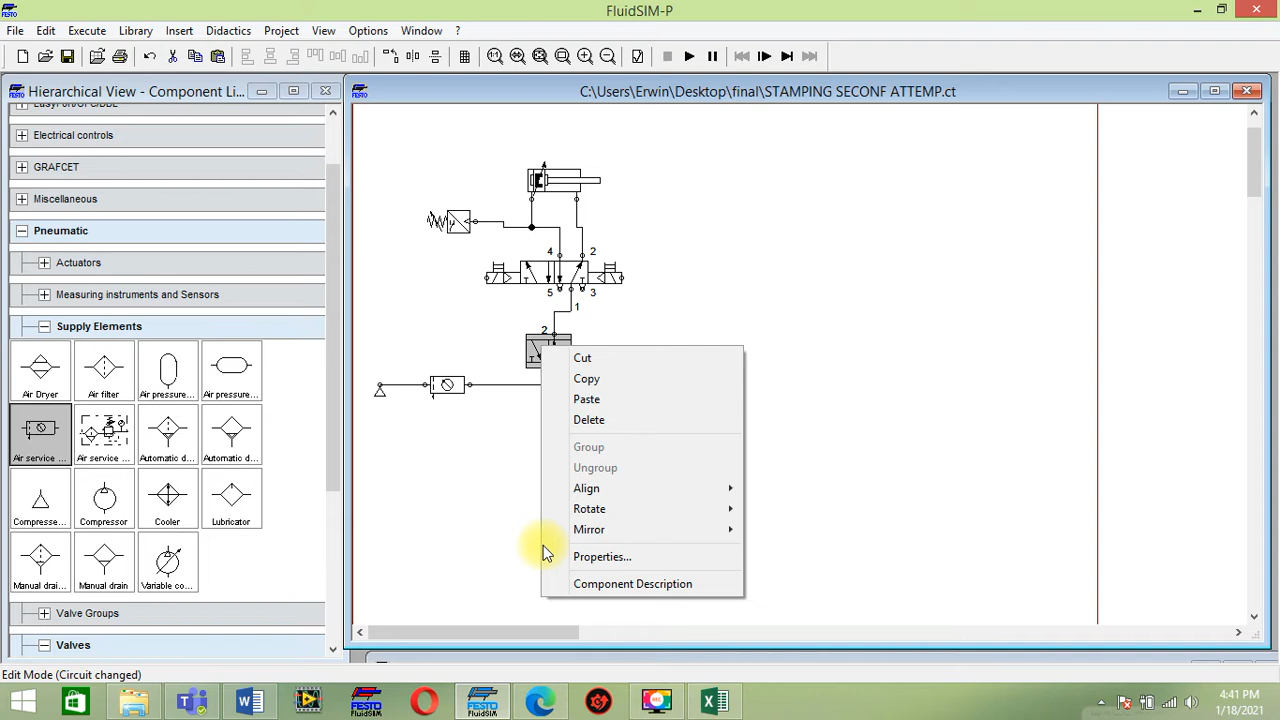 FluidSIM-P
File Edit Execute Library Insert Didactics Project View Options Window ?
Hierarchical View - Component Li...
C:\Users\Erwin\Desktop\final\STAMPING SECONF ATTEMP.ct
Electrical controls
GRAFCET
Miscellaneous
Pneumatic
Actuators
Measuring instruments and Sensors
Supply Elements
Air Dryer Air filter Air pressure... Air pressure...
Air service ... Air service ... Automatic d... Automatic d...
Compresse... Compressor Cooler Lubricator
Manual drai... Manual drain Variable co...
Valve Groups
Valves
4 2
5 3
1
2
Cut
Copy
Paste
Delete
Group
Ungroup
Align
Rotate
Mirror
Properties...
Component Description
Edit Mode (Circuit changed)
4:41 PM
1/18/2021